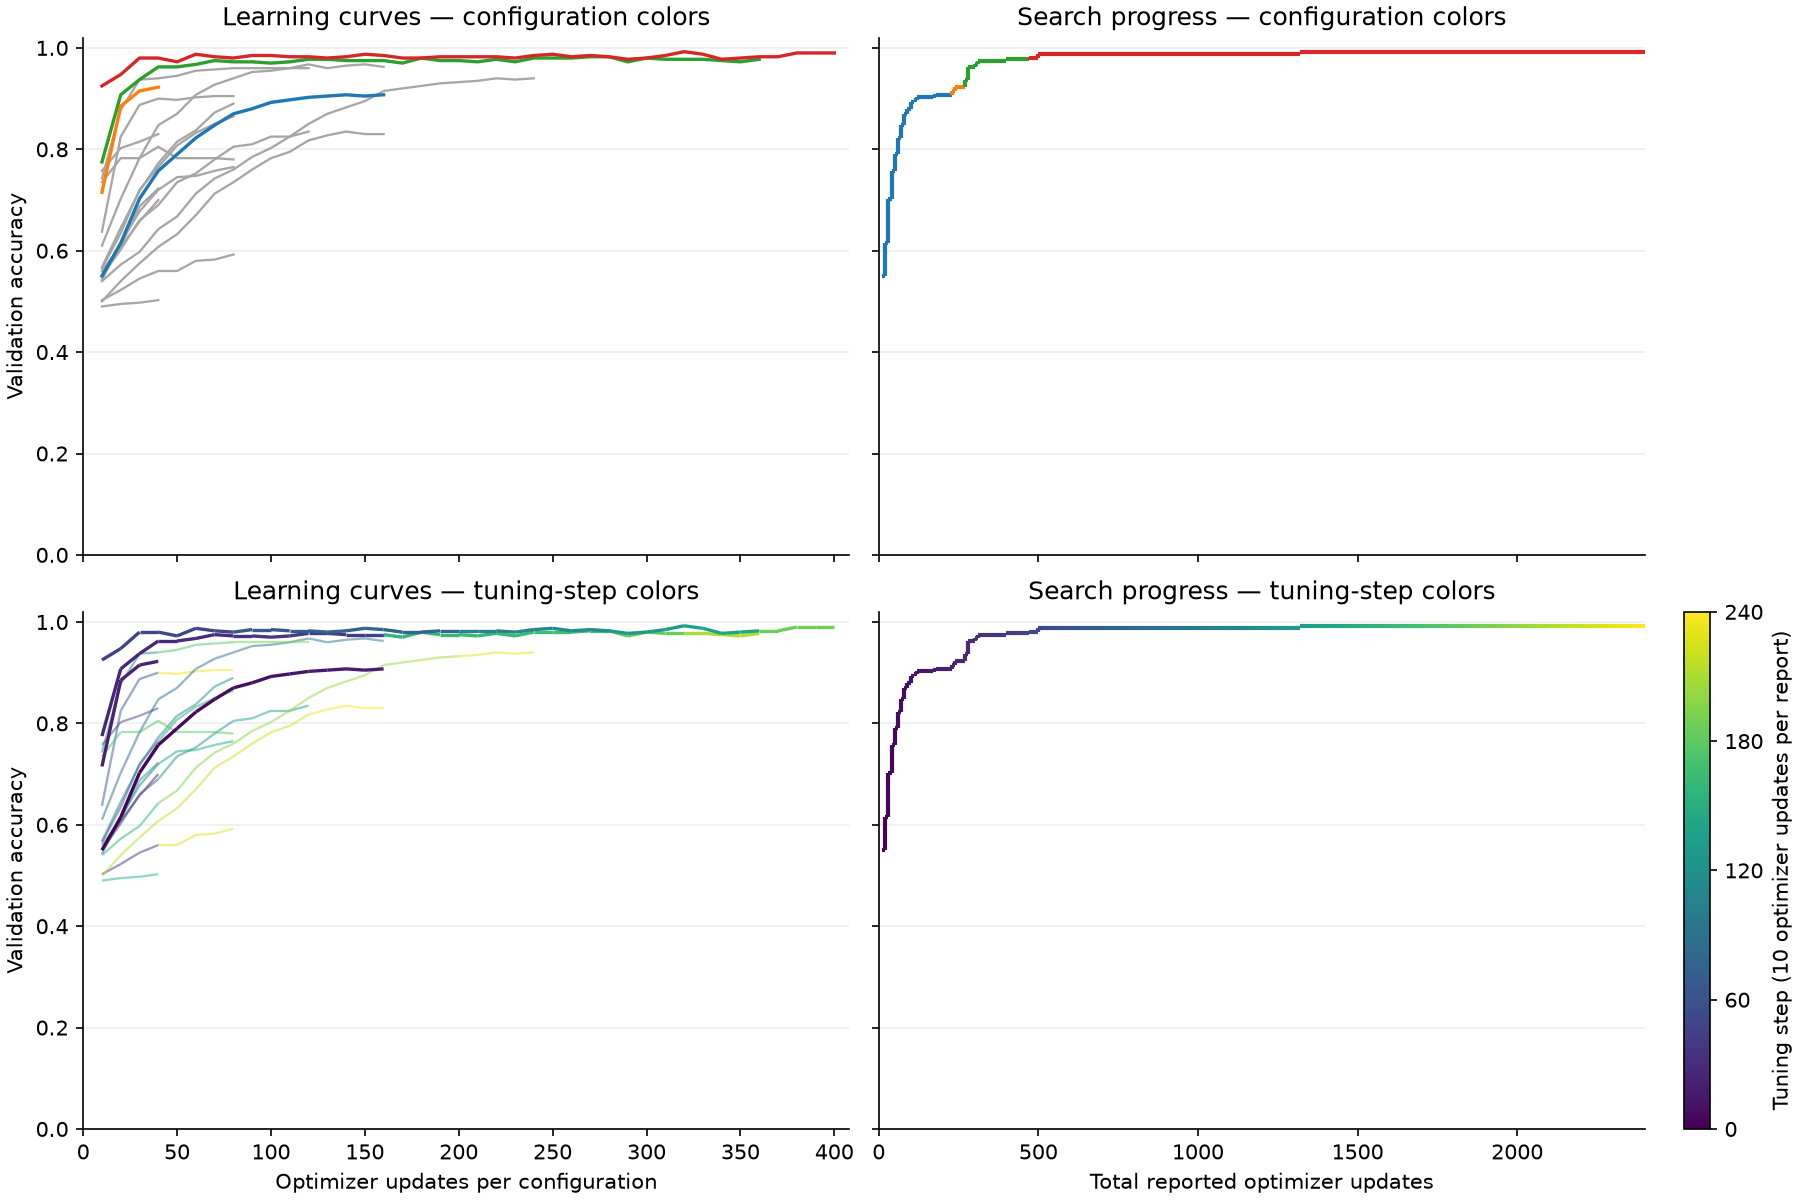 Learning curves — configuration colors
Search progress — configuration colors
1.0
0.8
0.6
0.4
0.2
0.0
Validation accuracy
Learning curves — tuning-step colors
Search progress — tuning-step colors
1.0
0.8
0.6
0.4
0.2
0.0
Validation accuracy
0 50 100 150 200 250 300 350 400
Optimizer updates per configuration
0 500 1000 1500 2000
Total reported optimizer updates
240
180
120
60
0
Tuning step (10 optimizer updates per report)